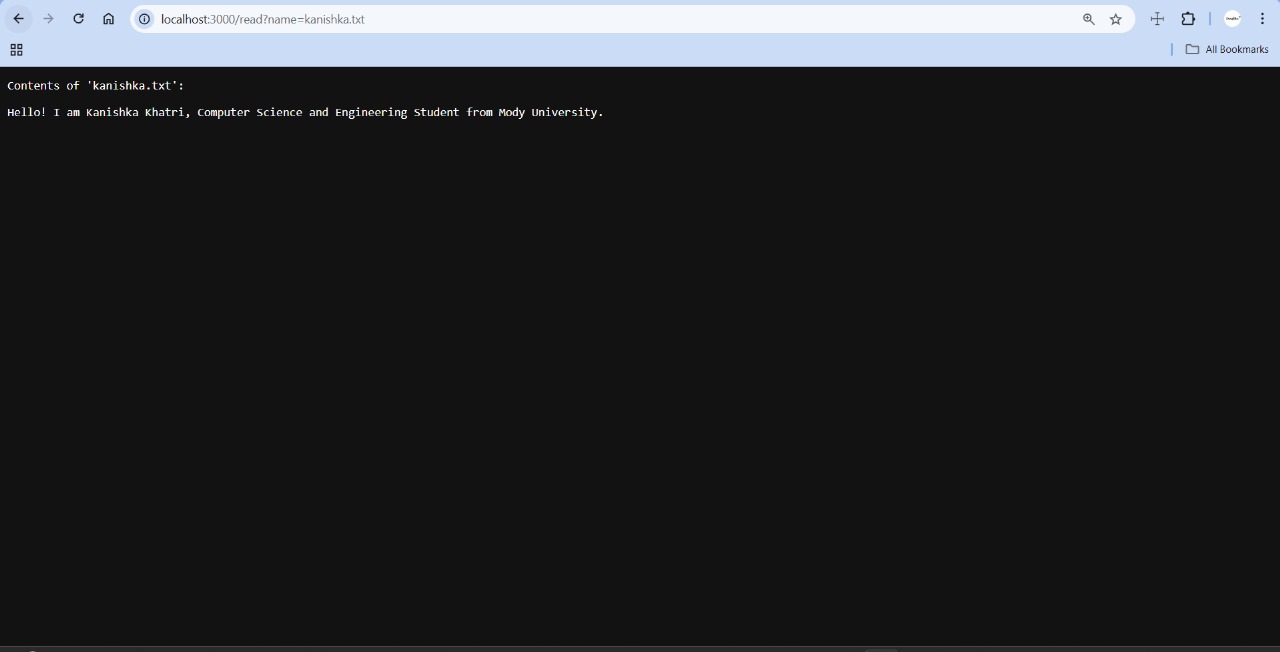 localhost:3000/read?name=kanishka.txt
All Bookmarks
Contents of 'kanishka.txt':
Hello! I am Kanishka Khatri, Computer Science and Engineering Student from Mody University.